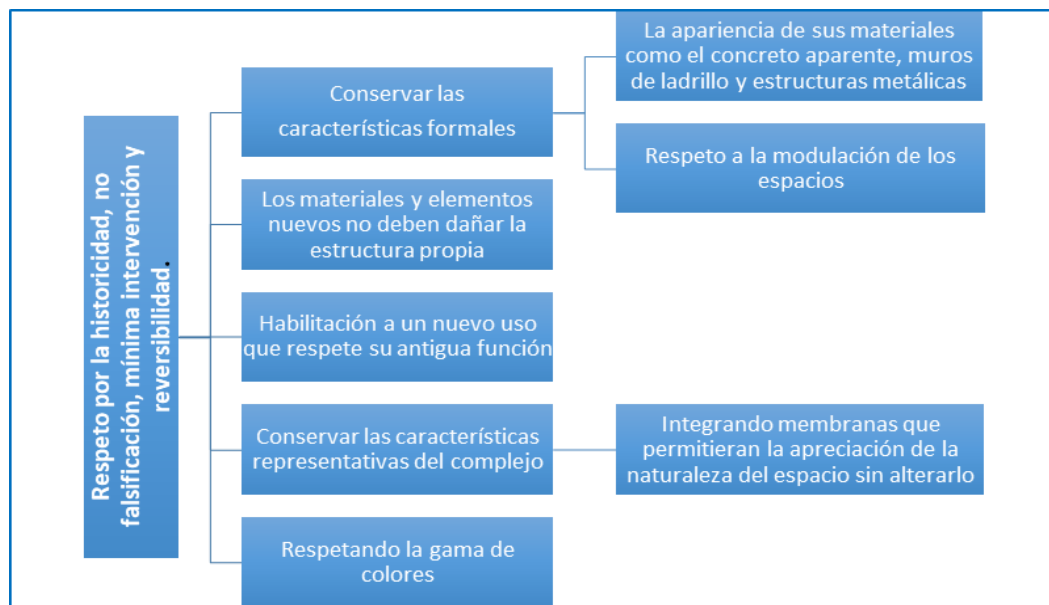 Respeto por la historicidad, no
falsificación, mínima intervención y
reversibilidad.
Conservar las
características formales
La apariencia de sus materiales
como el concreto aparente, muros
de ladrillo y estructuras metálicas
Respeto a la modulación de los
espacios
Los materiales y elementos
nuevos no deben dañar la
estructura propia
Habilitación a un nuevo uso
que respete su antigua función
Conservar las características
representativas del complejo
Integrando membranas que
permitieran la apreciación de la
naturaleza del espacio sin alterarlo
Respetando la gama de
colores